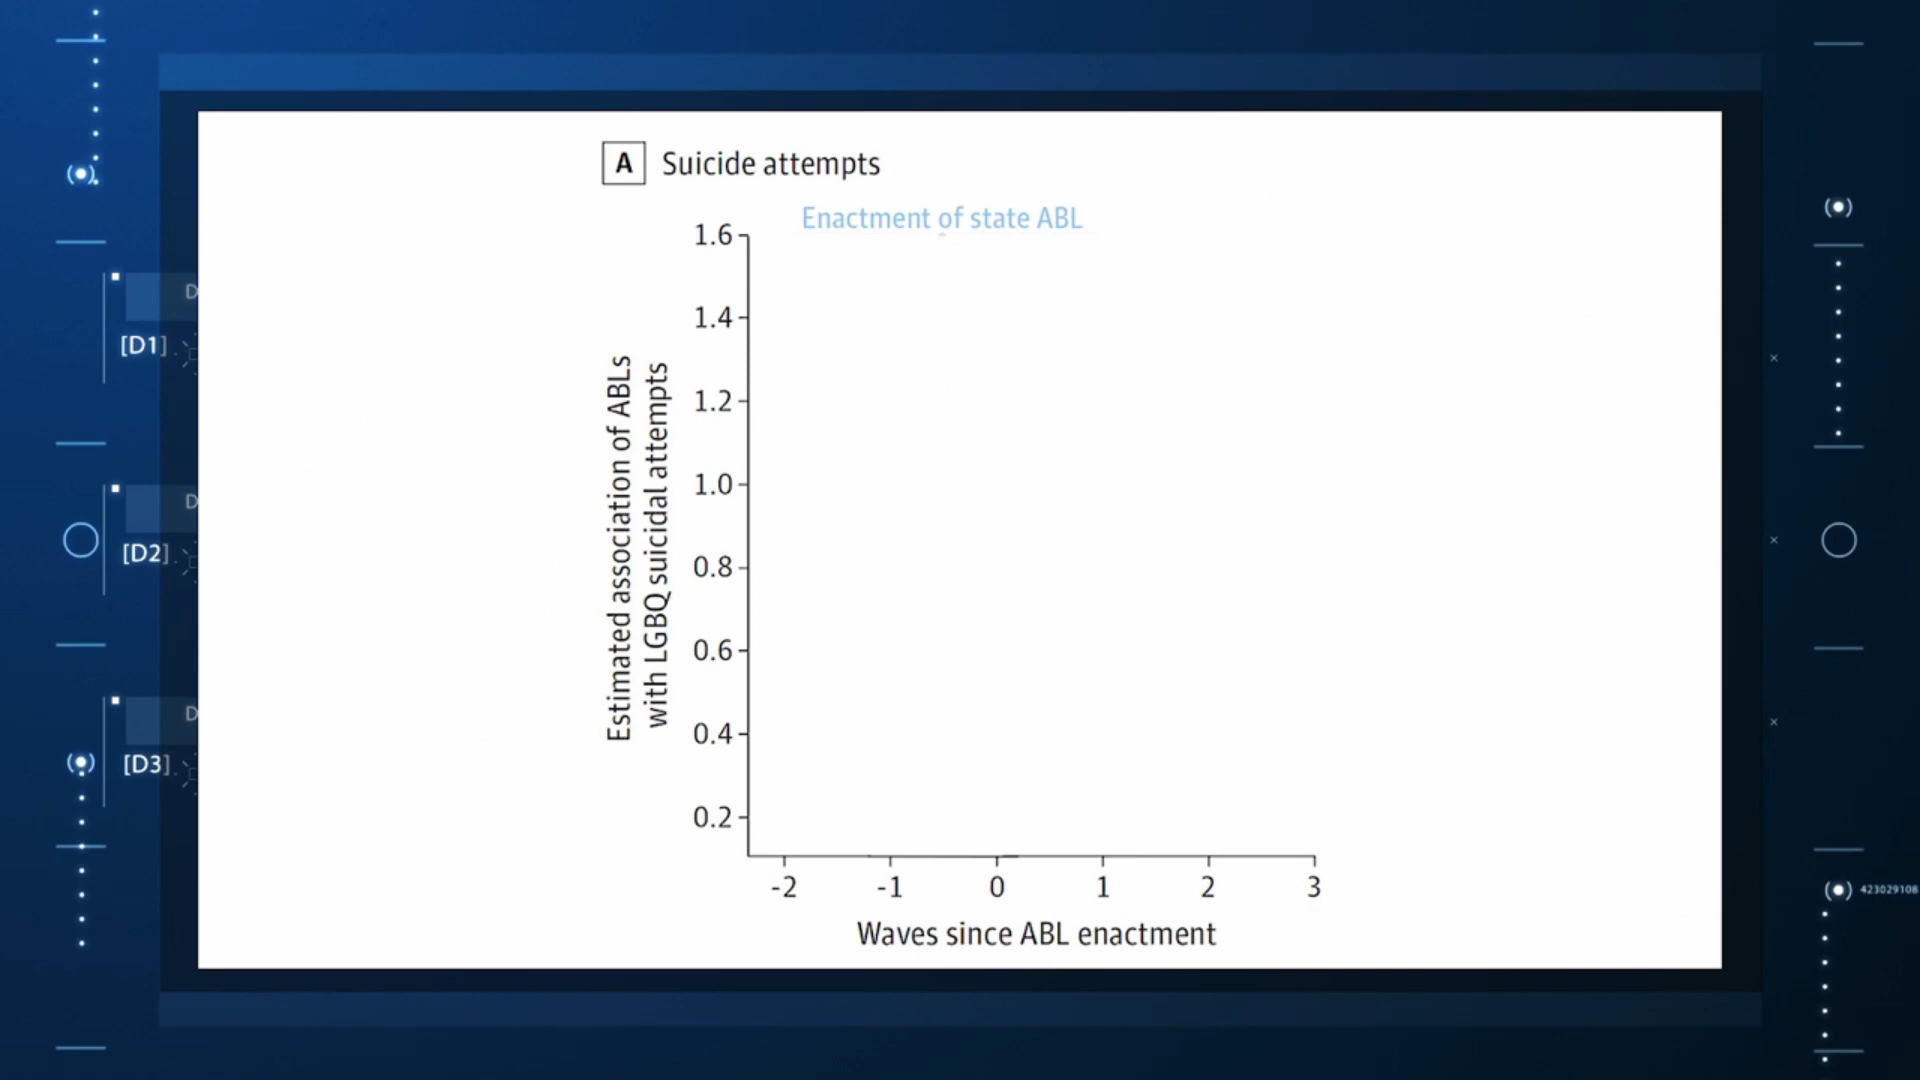 A Suicide attempts
Enactment of state ABL
1.6
1.4
1.2
1.0
0.8
0.6
0.4
0.2
Estimated association of ABLs
with LGBQ suicidal attempts
-2 -1 0 1 2 3
Waves since ABL enactment
D
[D1]
D
[D2]
D
[D3]
423029108